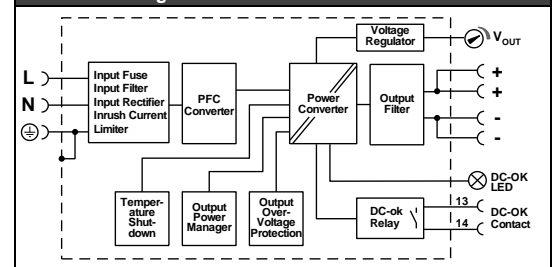 Voltage
Regulator
VOUT
L
N
Input Fuse
Input Filter
Input Rectifier
Inrush Current
Limiter
PFC
Converter
Power
Converter
Output
Filter
+
+
-
-
DC-OK
LED
Temper-
ature
Shut-
down
Output
Power
Manager
Output
Over-
Voltage
Protection
DC-ok
Relay
13
14
DC-OK
Contact